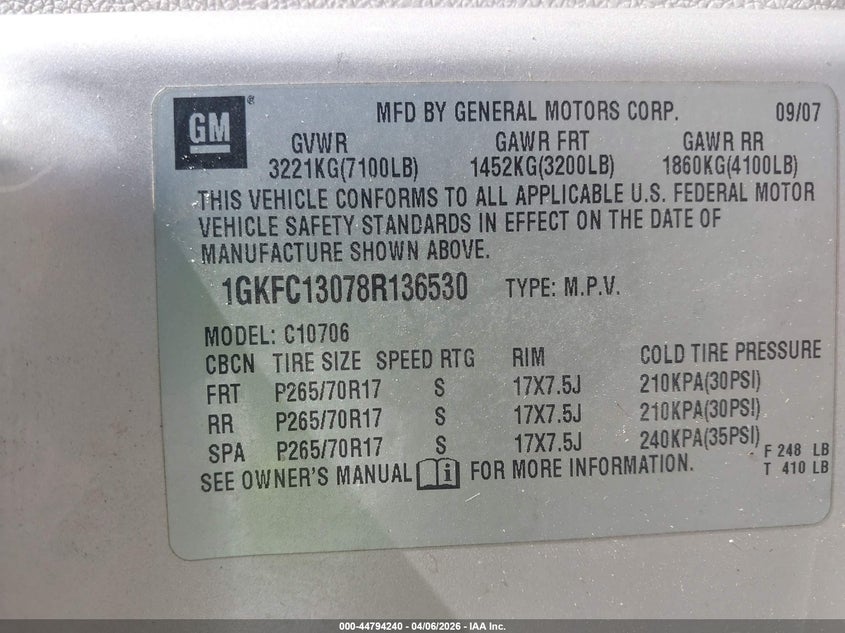 GM ® MFD BY GENERAL MOTORS CORP. 09/07
GVWR GAWR FRT GAWR RR
3221KG(7100LB) 1452KG(3200LB) 1860KG(4100LB)
THIS VEHICLE CONFORMS TO ALL APPLICABLE U.S. FEDERAL MOTOR
VEHICLE SAFETY STANDARDS IN EFFECT ON THE DATE OF
MANUFACTURE SHOWN ABOVE.
1GKFC13078R136530 TYPE: M.P.V.
MODEL: C10706
CBCN TIRE SIZE SPEED RTG RIM COLD TIRE PRESSURE
FRT P265/70R17 S 17X7.5J 210KPA(30PSI)
RR P265/70R17 S 17X7.5J 210KPA(30PSI)
SPA P265/70R17 S 17X7.5J 240KPA(35PSI)
F 248 LB
T 410 LB
SEE OWNER'S MANUAL i FOR MORE INFORMATION.
000-44794240 - 04/06/2026 - IAA Inc.